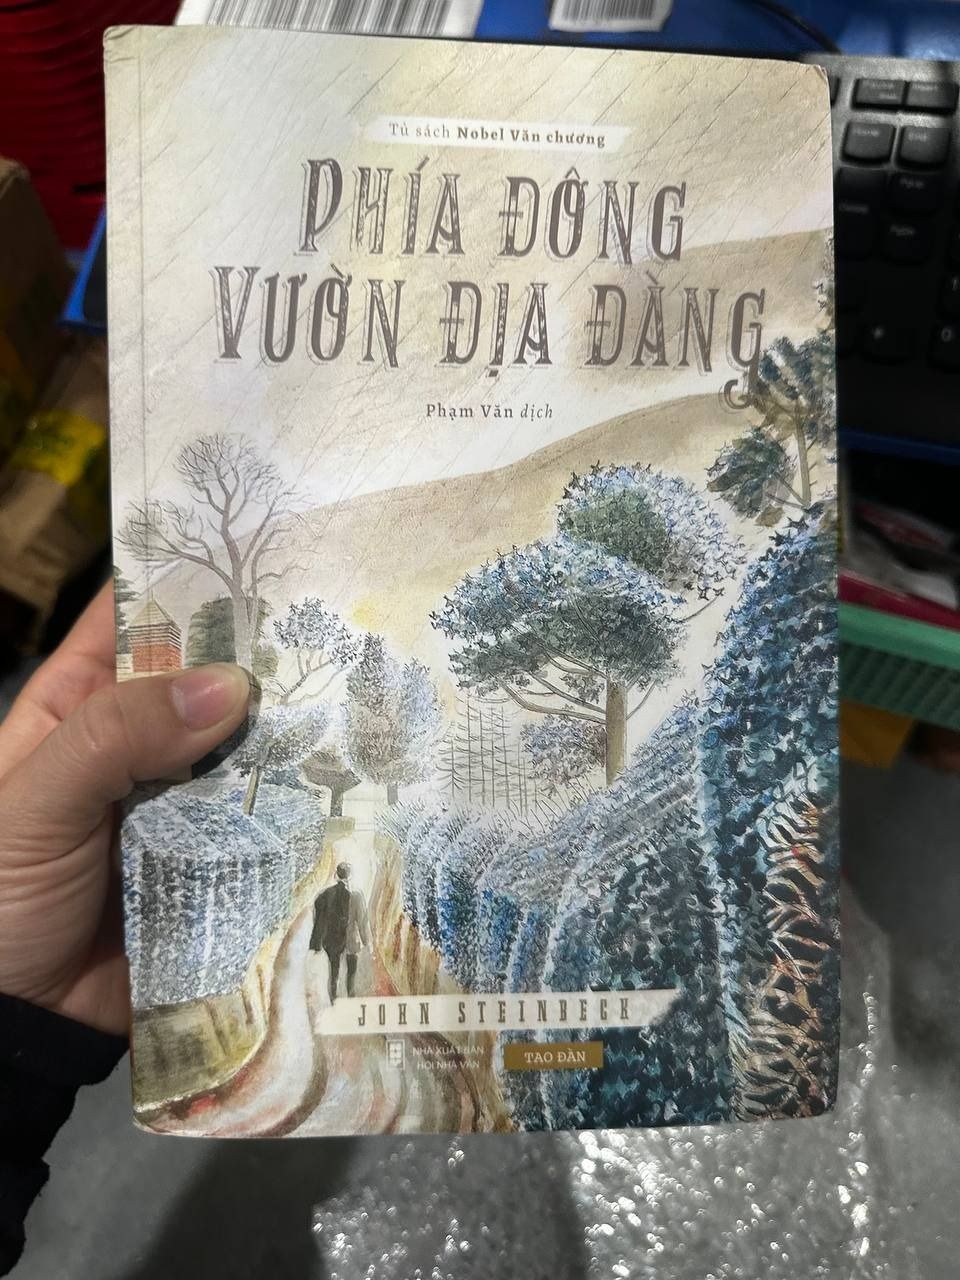 Tủ sách Nobel Văn chương
PHÍA ĐÔNG
VƯỜN ĐỊA ĐÀNG
Phạm Văn dịch
JOHN STEINBECK
NHÀ XUẤT BẢN
HỘI NHÀ VĂN
TAO ĐÀN